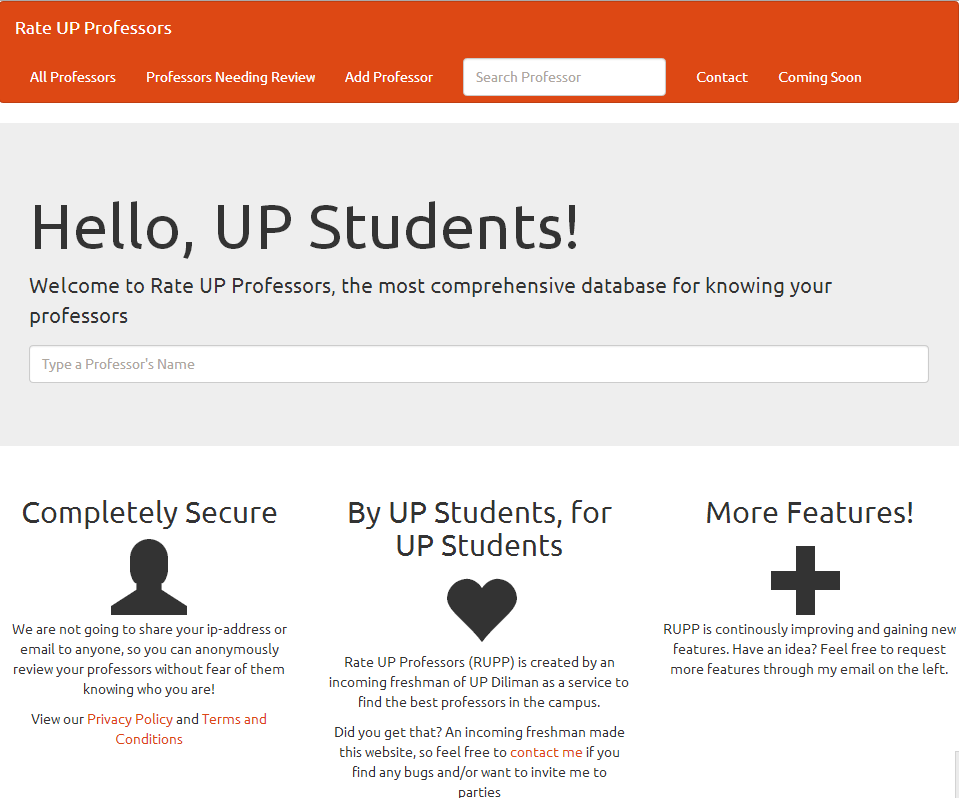 Rate UP Professors
All Professors Professors Needing Review Add Professor Search Professor Contact Coming Soon
Hello, UP Students!
Welcome to Rate UP Professors, the most comprehensive database for knowing your
professors
Type a Professor's Name
Completely Secure
We are not going to share your ip-address or
email to anyone, so you can anonymously
review your professors without fear of them
knowing who you are!
View our Privacy Policy and Terms and
Conditions
By UP Students, for
UP Students
Rate UP Professors (RUPP) is created by an
incoming freshman of UP Diliman as a service to
find the best professors in the campus.
Did you get that? An incoming freshman made
this website, so feel free to contact me if you
find any bugs and/or want to invite me to
parties
More Features!
RUPP is continously improving and gaining new
features. Have an idea? Feel free to request
more features through my email on the left.